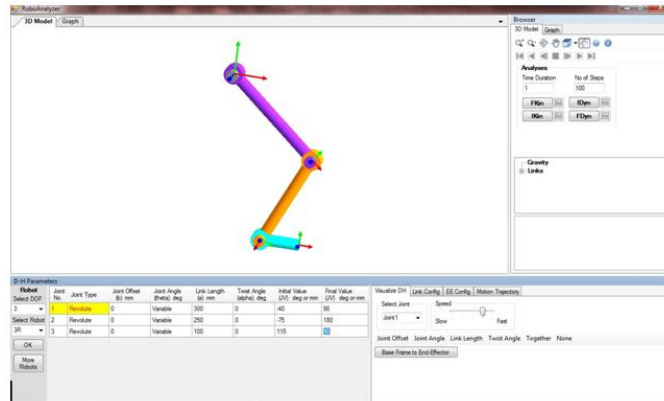 RoboAnalyzer
3D Model Graph
Browser
3D Model Graph
Analyses
Time Duration No of Steps
1 100
FKin IDyn
IKin FDyn
Gravity
Links
D-H Parameters
Robot
Select DOF
3
Select Robot
3R
OK
More
Robots
Joint
No Joint Type Joint Offset
(b) mm Joint Angle
(theta) deg Link Length
(a) mm Twist Angle
(alpha) deg Initial Value
(JV) deg or mm Final Value
(JV) deg or mm
1 Revolute 0 Variable 300 0 -40 90
2 Revolute 0 Variable 250 0 -75 180
3 Revolute 0 Variable 100 0 115
Visualize DH Link Config EE Config Motion Trajectory
Select Joint Speed
Joint1
Slow Fast
Joint Offset Joint Angle Link Length Twist Angle Together None
Base Frame to End-Effector